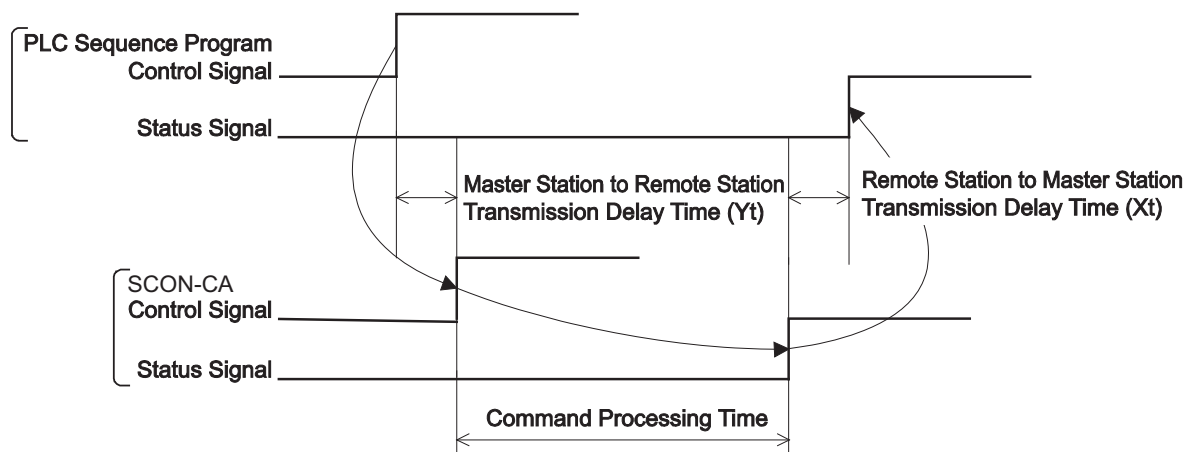 PLC Sequence Program
Control Signal
Status Signal
Master Station to Remote Station
Transmission Delay Time (Yt)
Remote Station to Master Station
Transmission Delay Time (Xt)
SCON-CA
Control Signal
Status Signal
Command Processing Time